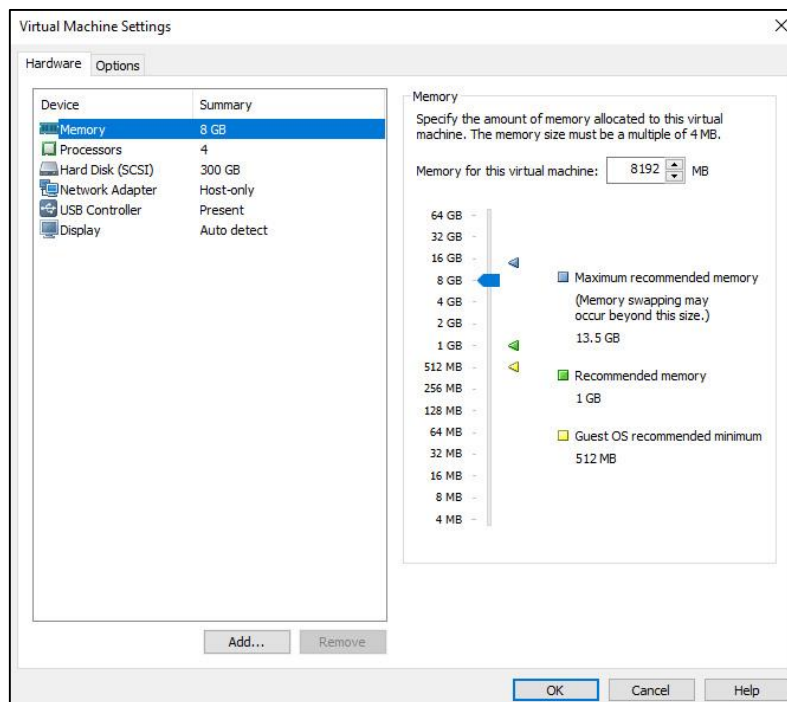 Virtual Machine Settings
Hardware Options
Device Summary
Memory 8 GB
Processors 4
Hard Disk (SCSI) 300 GB
Network Adapter Host-only
USB Controller Present
Display Auto detect
Add... Remove
Memory
Specify the amount of memory allocated to this virtual
machine. The memory size must be a multiple of 4 MB.
Memory for this virtual machine: 8192 MB
64 GB
32 GB
16 GB
8 GB
4 GB
2 GB
1 GB
512 MB
256 MB
128 MB
64 MB
32 MB
16 MB
8 MB
4 MB
Maximum recommended memory
(Memory swapping may
occur beyond this size.)
13.5 GB
Recommended memory
1 GB
Guest OS recommended minimum
512 MB
OK Cancel Help